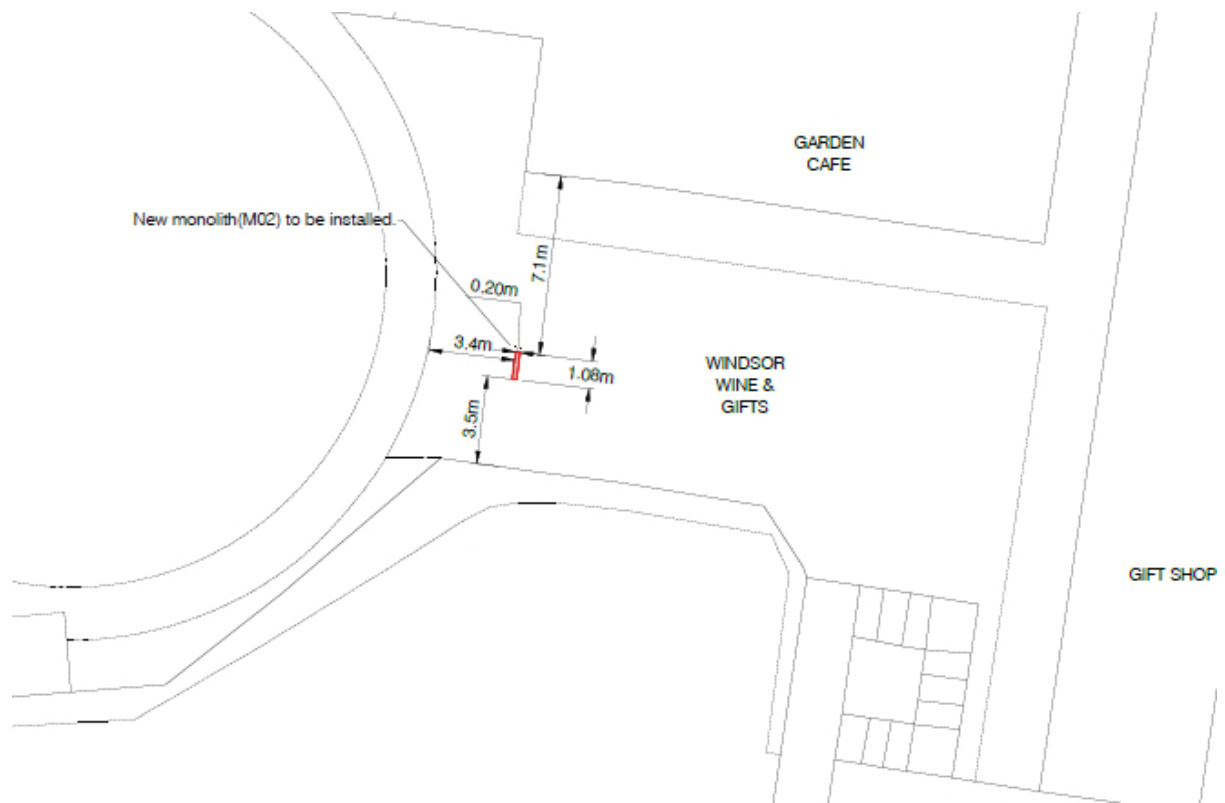 GARDEN
CAFE
New monolith(M02) to be installed.
7.1m
0.20m
3.4m
1.08m
WINDSOR
WINE &
GIFTS
3.5m
GIFT SHOP